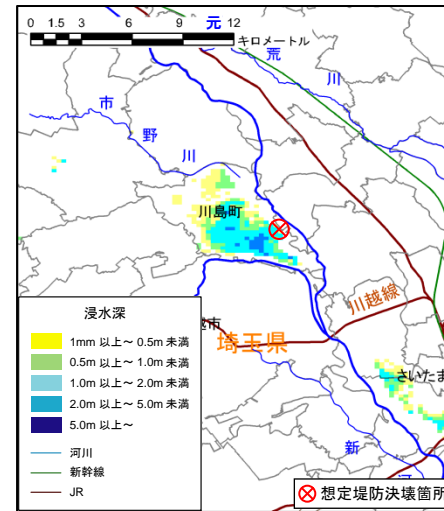 元
0 1.5 3 6 9 12
キロメートル
荒
川
市
野
川
川島町
川越線
越市
埼玉県
さいたま
新
河
浸水深
1mm 以上～ 0.5m 未満
0.5m 以上～ 1.0m 未満
1.0m 以上～ 2.0m 未満
2.0m 以上～ 5.0m 未満
5.0m 以上～
河川
新幹線
JR
想定堤防決壊箇所